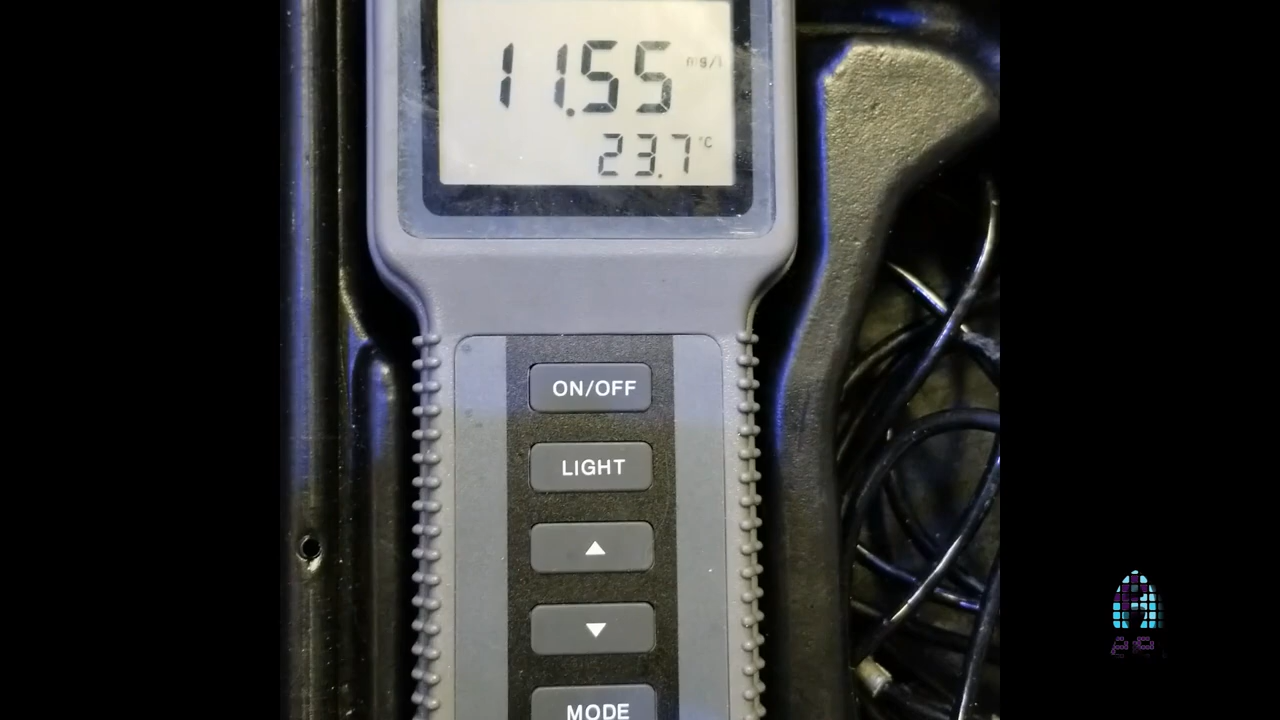 11.55 mg/l
23.7 °C
ON/OFF
LIGHT
▲
▼
MODE